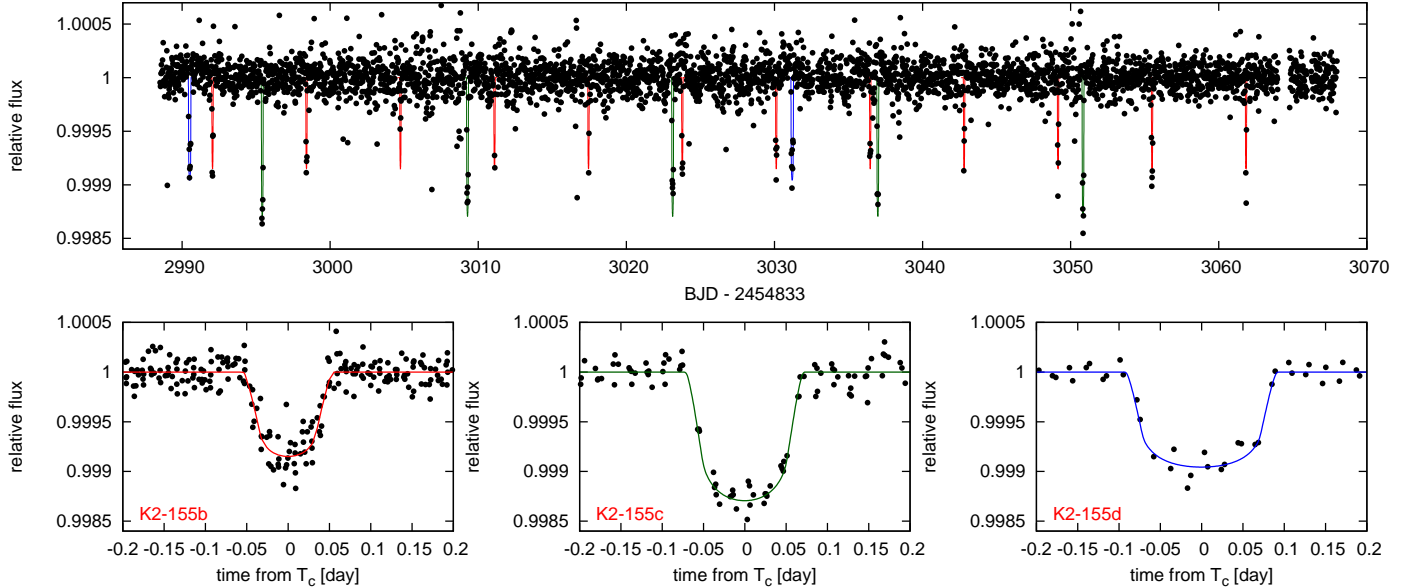 relative flux
1.0005
1
0.9995
0.999
0.9985
2990 3000 3010 3020 3030 3040 3050 3060 3070
BJD - 2454833
relative flux
1.0005
1
0.9995
0.999
0.9985
K2-155b
-0.2 -0.15 -0.1 -0.05 0 0.05 0.1 0.15 0.2
time from Tc [day]
relative flux
1.0005
1
0.9995
0.999
0.9985
K2-155c
-0.2 -0.15 -0.1 -0.05 0 0.05 0.1 0.15 0.2
time from Tc [day]
relative flux
1.0005
1
0.9995
0.999
0.9985
K2-155d
-0.2 -0.15 -0.1 -0.05 0 0.05 0.1 0.15 0.2
time from Tc [day]